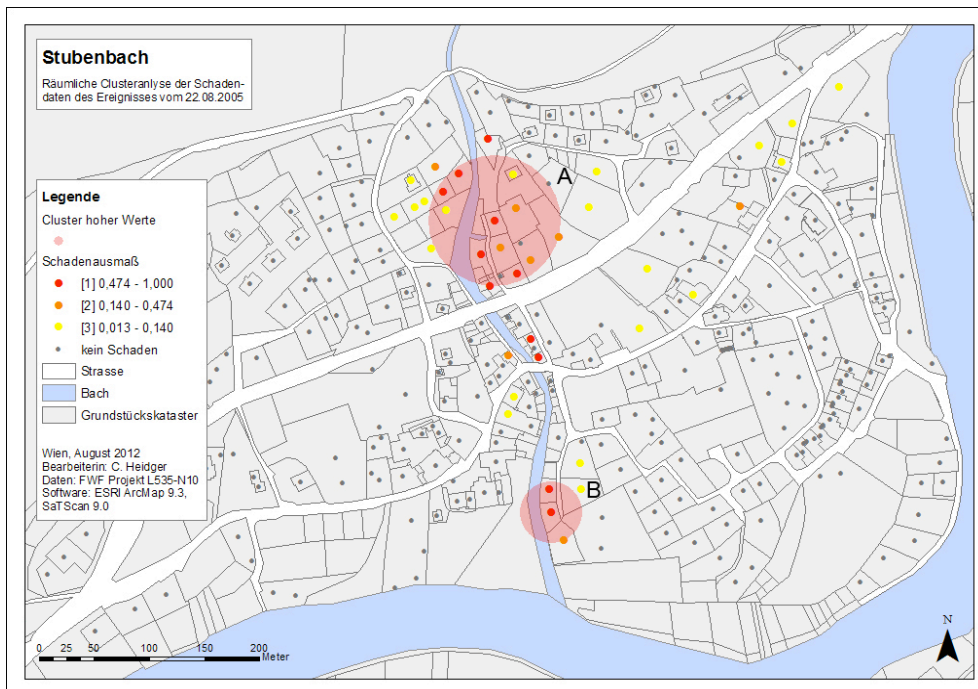 Stubenbach
Räumliche Clusteranalyse der Schaden-
daten des Ereignisses vom 22.08.2005
A
Legende
Cluster hoher Werte
Schadenausmaß
[1] 0,474 - 1,000
[2] 0,140 - 0,474
[3] 0,013 - 0,140
kein Schaden
Strasse
Bach
Grundstückskataster
Wien, August 2012
Bearbeiterin: C. Heidger
Daten: FWF Projekt L535-N10
Software: ESRI ArcMap 9.3,
SaTScan 9.0
B
N
0 25 50 100 150 200
Meter